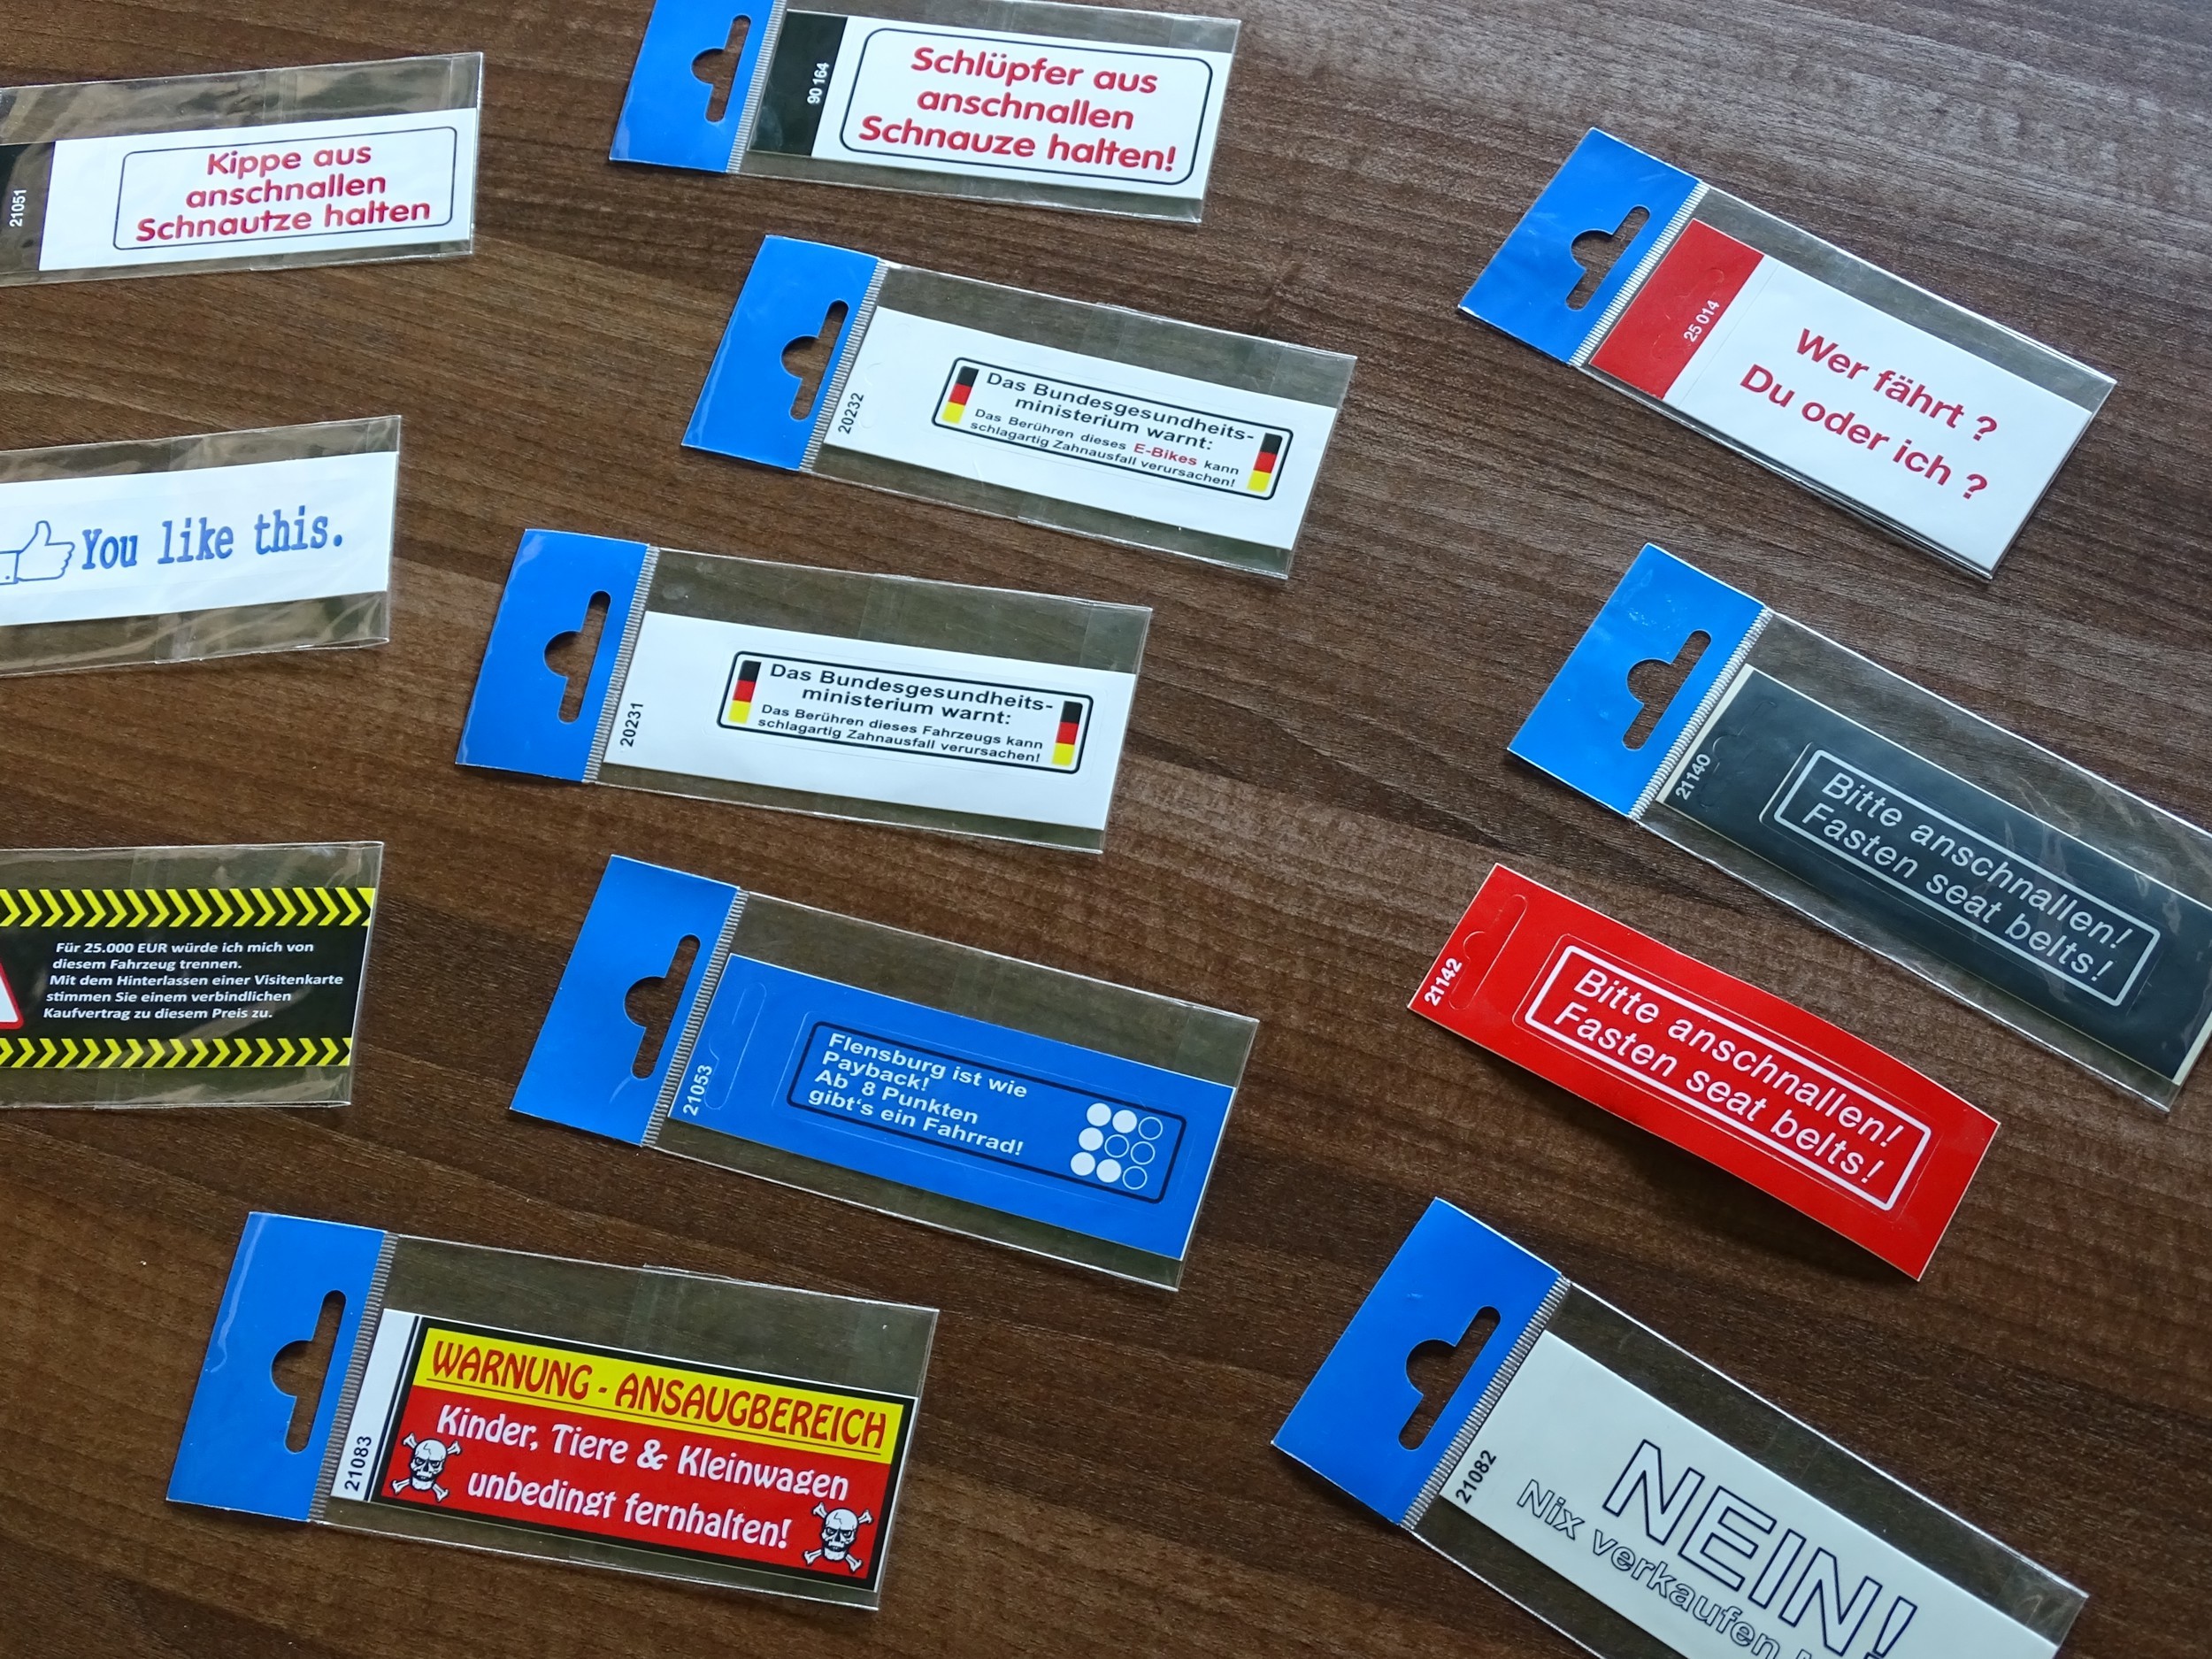 21051
Kippe aus
anschnallen
Schnautze halten
You like this.
Für 25.000 EUR würde ich mich von
diesem Fahrzeug trennen.
Mit dem Hinterlassen einer Visitenkarte
stimmen Sie einem verbindlichen
Kaufvertrag zu diesem Preis zu.
90 164
Schlüpfer aus
anschnallen
Schnauze halten!
20232
Das Bundesgesundheits-
ministerium warnt:
Das Berühren dieses E-Bikes kann
schlagartig Zahnausfall verursachen!
20231
Das Bundesgesundheits-
ministerium warnt:
Das Berühren dieses Fahrzeugs kann
schlagartig Zahnausfall verursachen!
21053
Flensburg ist wie
Payback!
Ab 8 Punkten
gibt's ein Fahrrad!
21083
WARNUNG - ANSAUGBEREICH
Kinder, Tiere & Kleinwagen
unbedingt fernhalten!
25 014
Wer fährt ?
Du oder ich ?
21140
Bitte anschnallen!
Fasten seat belts!
21142
Bitte anschnallen!
Fasten seat belts!
21082
NEIN!
Nix verkaufen